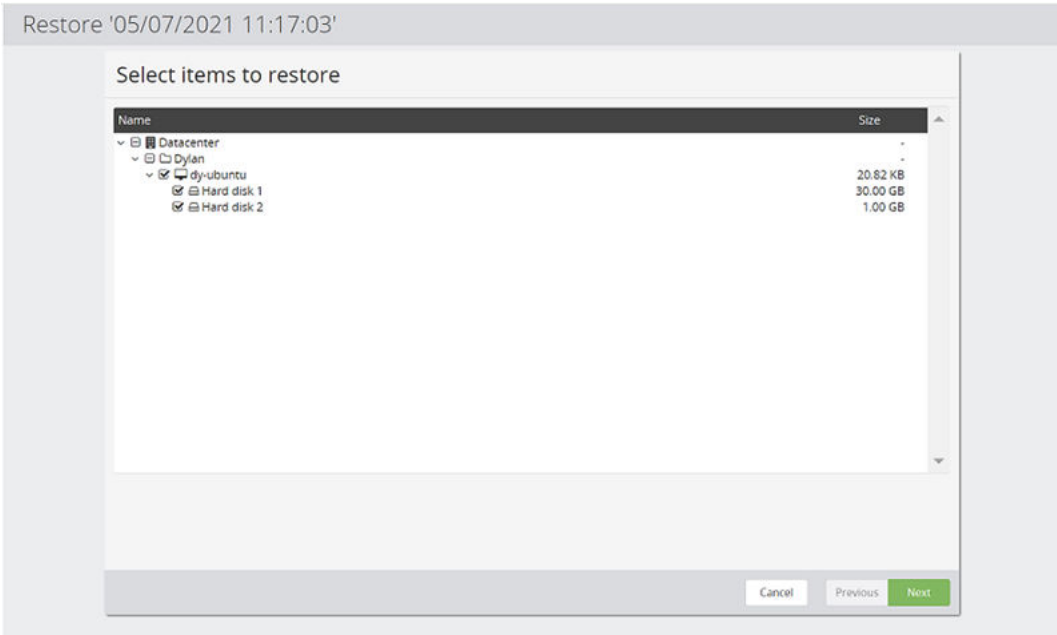 Restore '05/07/2021 11:17:03'
Select items to restore
Name Size
Datacenter -
Dylan -
dy-ubuntu 20.82 KB
Hard disk 1 30.00 GB
Hard disk 2 1.00 GB
Cancel Previous Next